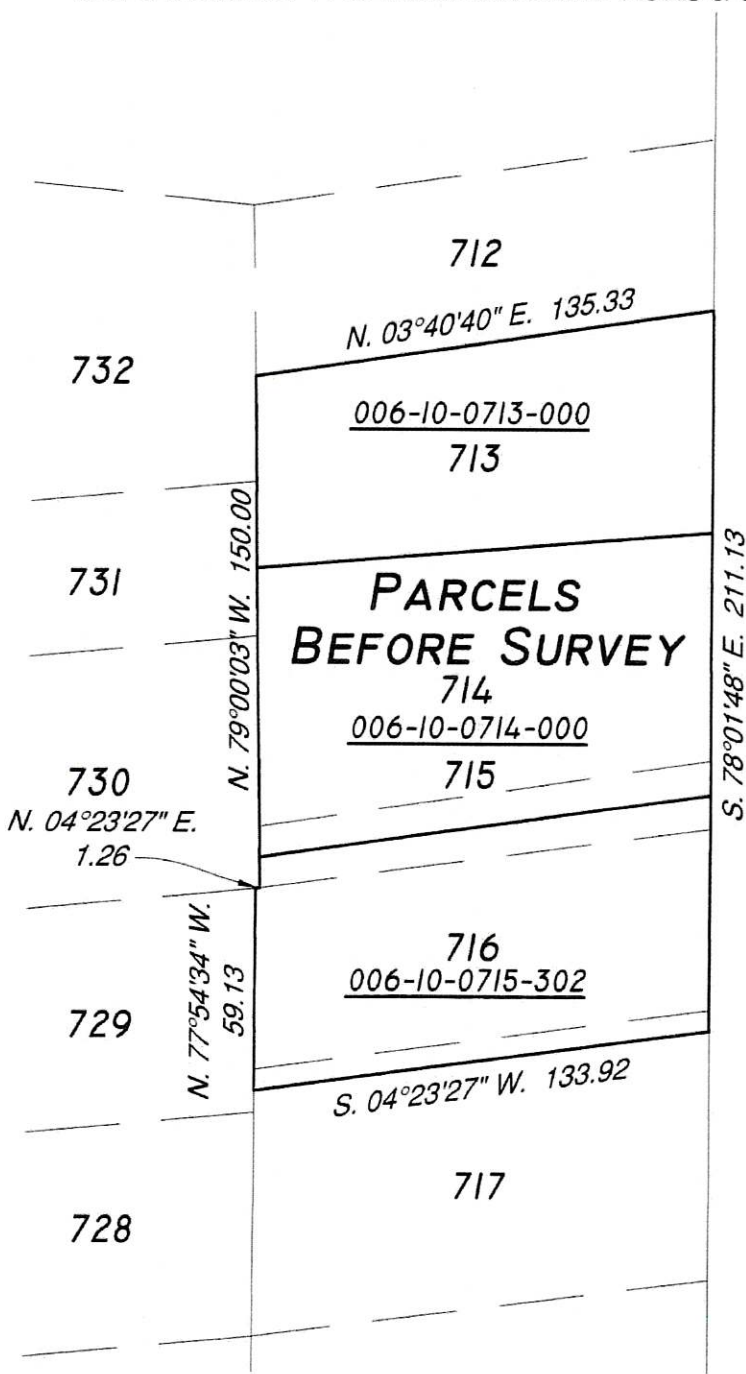 712
N. 03°40'40" E. 135.33
732
006-10-0713-000
713
N. 79°00'03" W. 150.00
731
PARCELS
BEFORE SURVEY
714
006-10-0714-000
715
S. 78°01'48" E. 211.13
730
N. 04°23'27" E.
1.26
716
006-10-0715-302
N. 77°54'34" W.
59.13
729
S. 04°23'27" W. 133.92
717
728